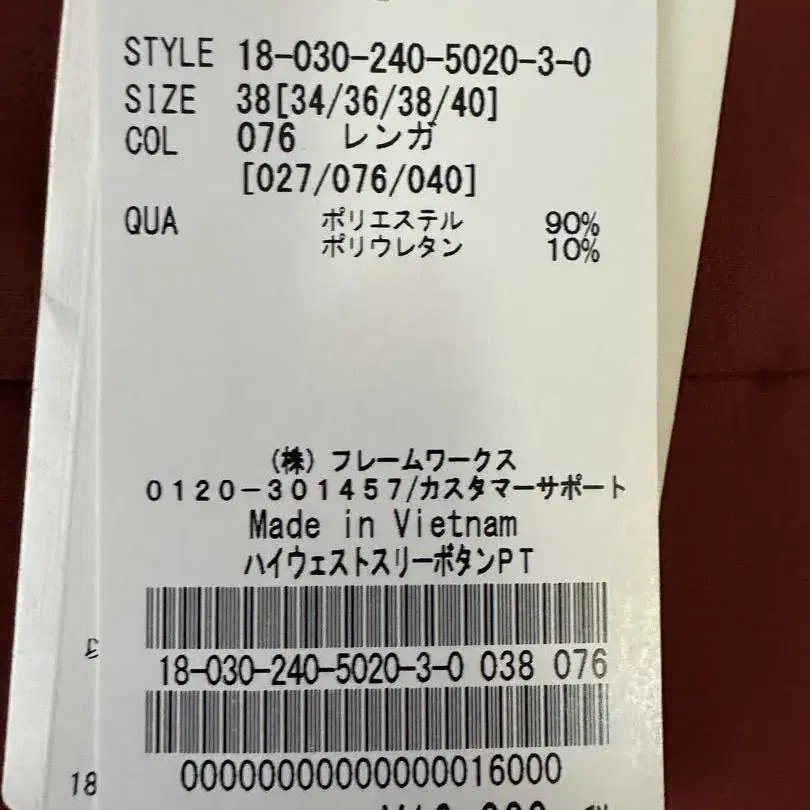 STYLE 18-030-240-5020-3-0
SIZE 38[34/36/38/40]
COL 076 レンガ
[027/076/040]
QUA ポリエステル 90%
ポリウレタン 10%
(株)フレームワークス
0120-301457/カスタマーサポート
Made in Vietnam
ハイウェストスリーボタンPT
18-030-240-5020-3-0 038 076
00000000000000016000
18